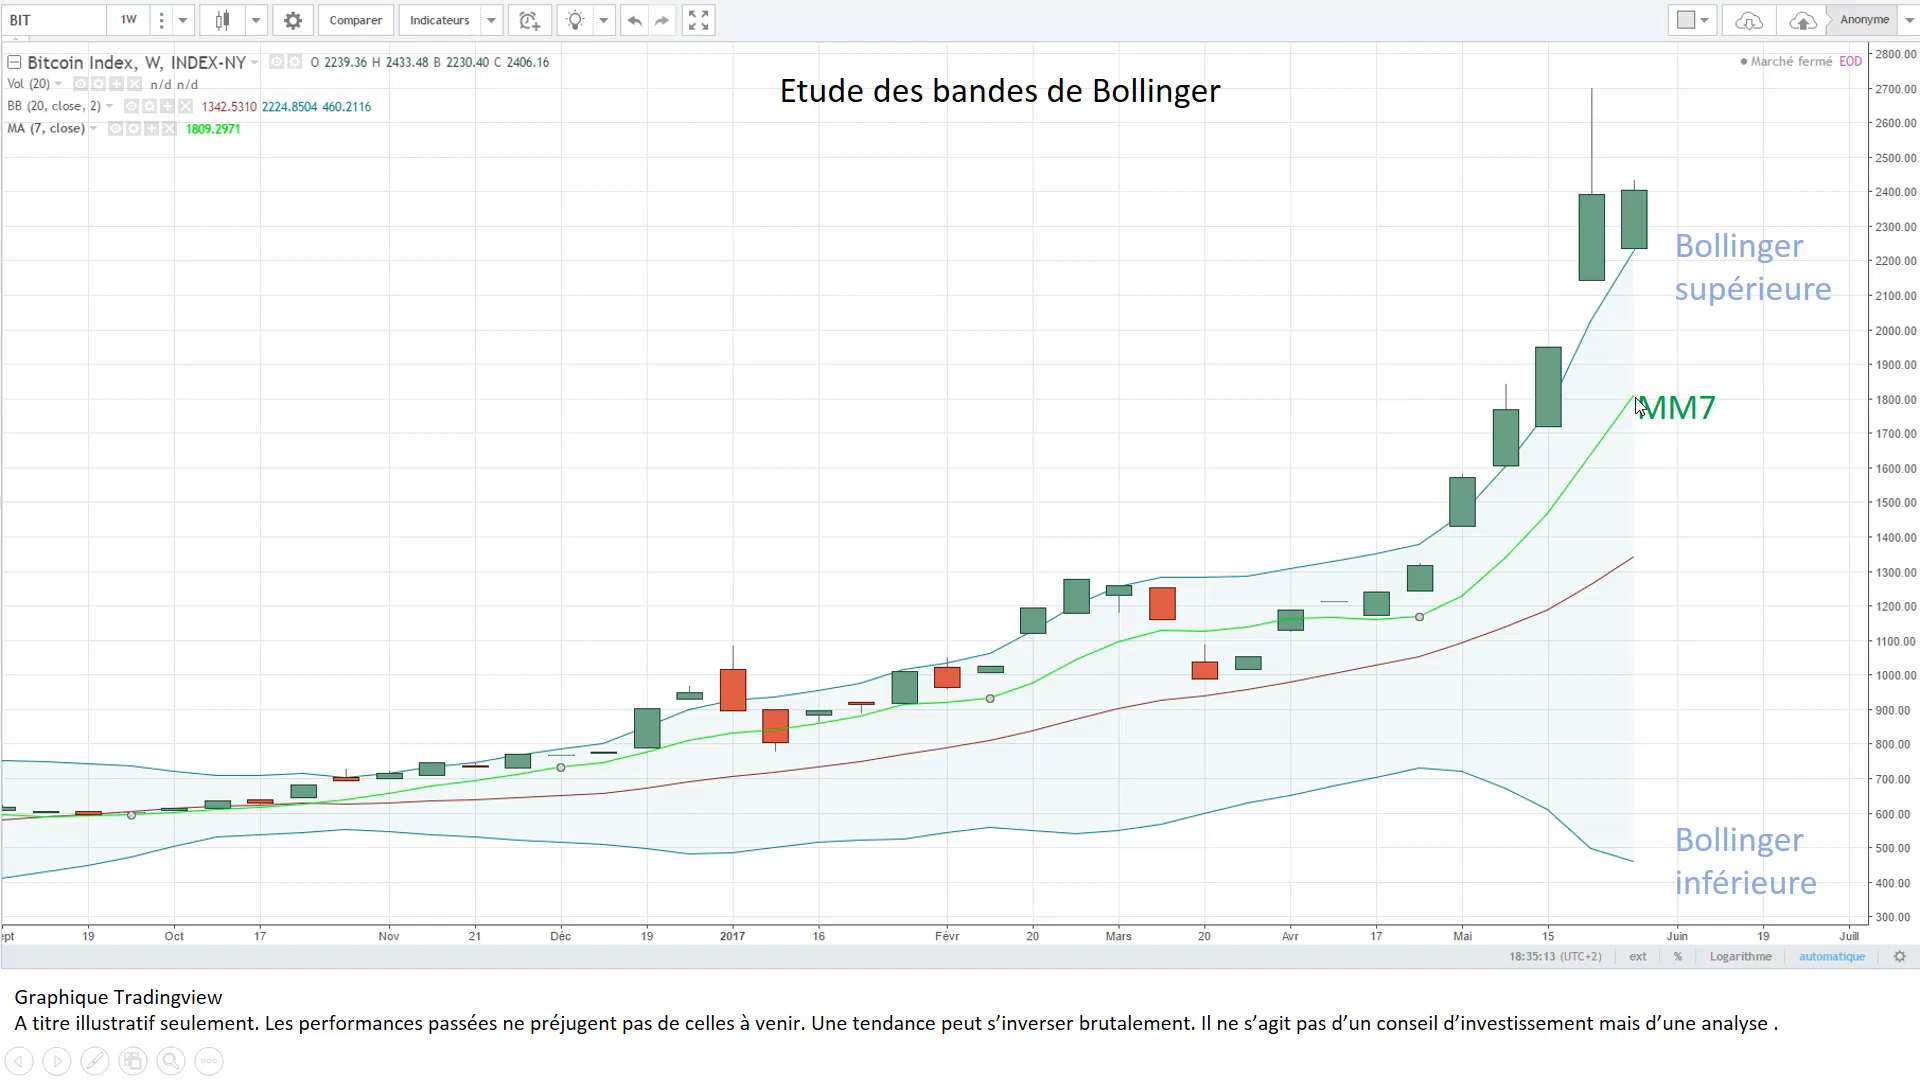 BIT 1W Comparer Indicateurs Anonyme
Bitcoin Index, W, INDEX-NY O 2239.36 H 2433.48 B 2230.40 C 2406.16
Marché fermé EOD
Vol (20) n/d n/d
BB (20, close, 2) 1342.5310 2224.8504 460.2116
MA (7, close) 1809.2971
Etude des bandes de Bollinger
2800.00
2700.00
2600.00
2500.00
2400.00
2300.00
2200.00
2100.00
2000.00
1900.00
1800.00
1700.00
1600.00
1500.00
1400.00
1300.00
1200.00
1100.00
1000.00
900.00
800.00
700.00
600.00
500.00
400.00
300.00
Bollinger
supérieure
MM7
Bollinger
inférieure
ept 19 Oct 17 Nov 21 Déc 19 2017 16 Févr 20 Mars 20 Avr 17 Mai 15 Juin 19 Juill
18:35:13 (UTC+2) ext % Logarithme automatique
Graphique Tradingview
A titre illustratif seulement. Les performances passées ne préjugent pas de celles à venir. Une tendance peut s’inverser brutalement. Il ne s’agit pas d’un conseil d’investissement mais d’une analyse .